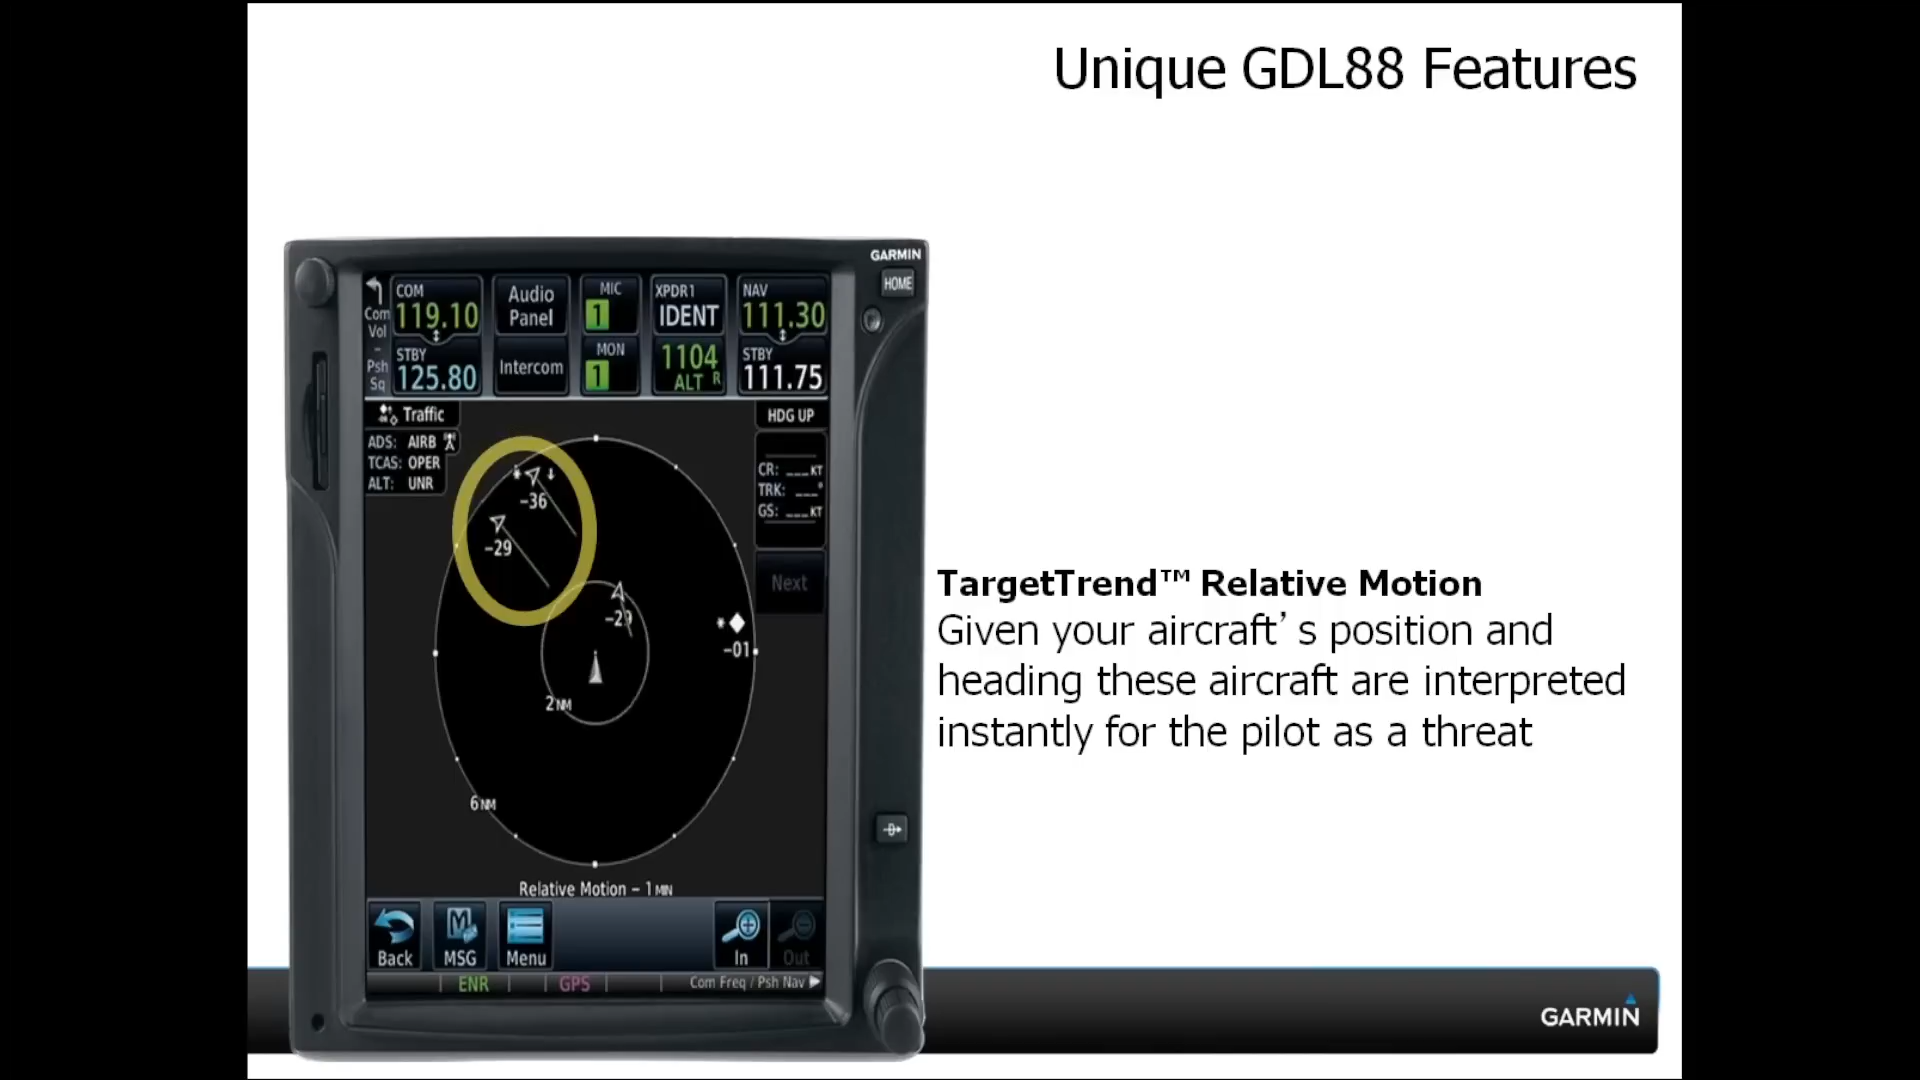 Unique GDL88 Features
GARMIN
HOME
Com
Vol
-
Psh
Sq
COM
119.10
STBY
125.80
Audio
Panel
Intercom
MIC
1
MON
1
XPDR1
IDENT
1104
ALT R
NAV
111.30
STBY
111.75
Traffic
HDG UP
ADS: AIRB
TCAS: OPER
ALT: UNR
CR: ___KT
TRK: ___°
GS: ___KT
Next
-36
-29
-29
* -01
2NM
6NM
Relative Motion – 1 MIN
Back
MSG
Menu
In
Out
ENR
GPS
Com Freq / Psh Nav
TargetTrend™ Relative Motion
Given your aircraft’s position and
heading these aircraft are interpreted
instantly for the pilot as a threat
GARMIN